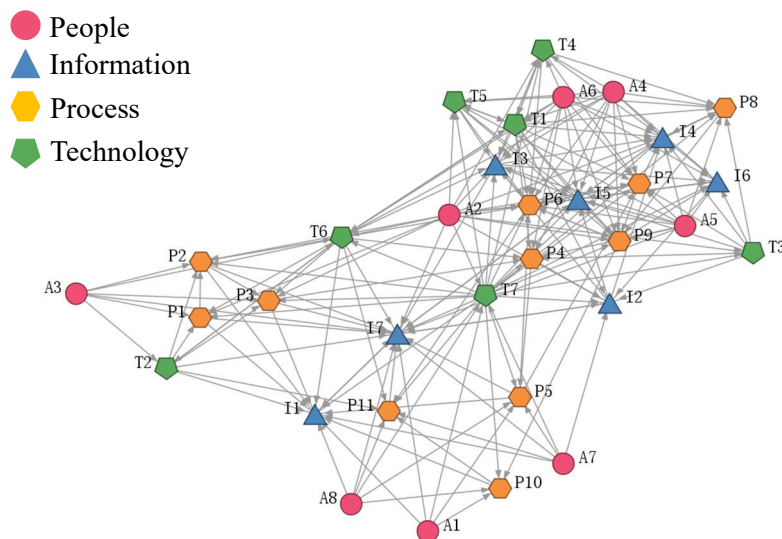 People
Information
Process
Technology
T4
A6
A4
T5
P8
T1
I4
I3
I6
P7
P6
I5
A2
A5
T6
P9
T3
P2
P4
A3
P3
T7
I2
P1
I7
T2
P5
I1
P11
A7
P10
A8
A1